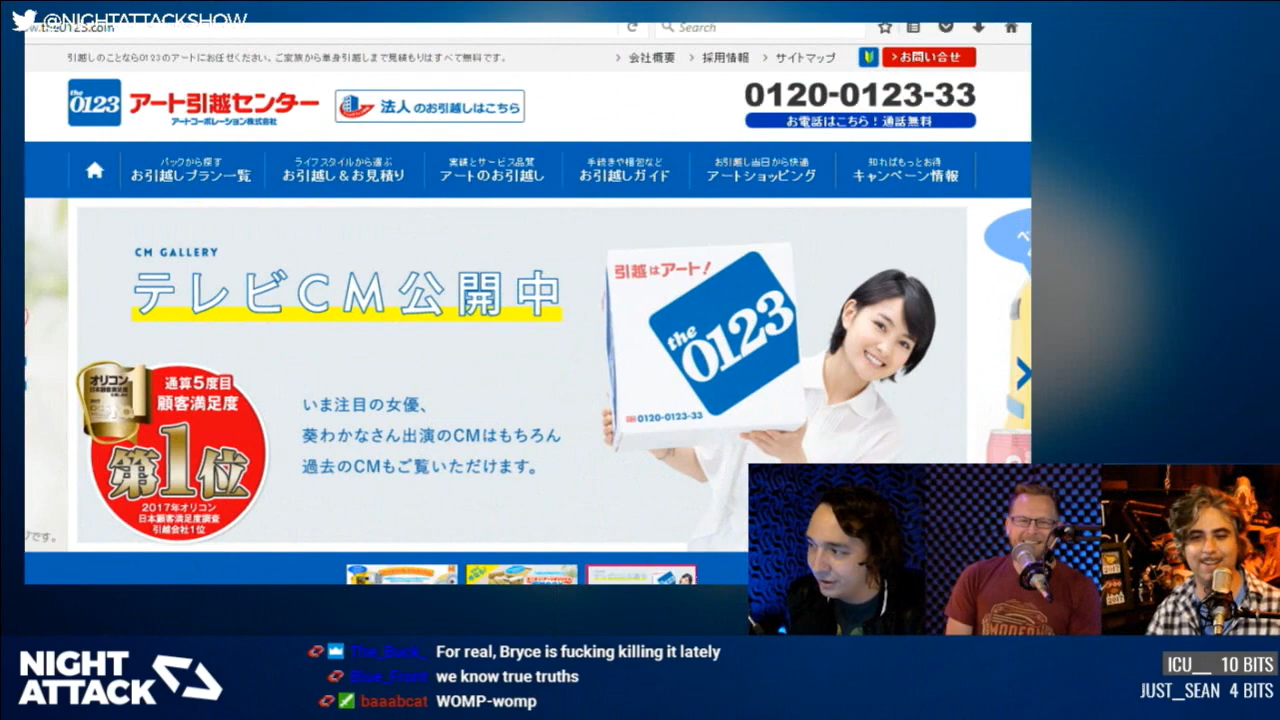 @NIGHTATTACKSHOW
Search
引越しのことなら0123のアートにお任せください、ご家族から単身引越しまで見積もりはすべて無料です。
会社概要
採用情報
サイトマップ
お問い合せ
the 0123
アート引越センター
アートコーポレーション株式会社
法人のお引越しはこちら
0120-0123-33
お電話はこちら！通話無料
パックから探す
お引越しプラン一覧
ライフスタイルから選ぶ
お引越し＆お見積り
実績とサービス品質
アートのお引越し
手続きや梱包など
お引越しガイド
お引越し当日から快適
アートショッピング
知ればもっとお得
キャンペーン情報
CM GALLERY
テレビCM公開中
いま注目の女優、
葵わかなさん出演のCMはもちろん
過去のCMもご覧いただけます。
オリコン
通算5度目
顧客満足度
第1位
2017年オリコン
日本顧客満足度調査
引越会社1位
引越はアート!
the
0123
0120-0123-33
です。
NIGHT
ATTACK
The_Buck_ For real, Bryce is fucking killing it lately
we know true truths
baaabcat WOMP-womp
ICU__ 10 BITS
JUST_SEAN 4 BITS